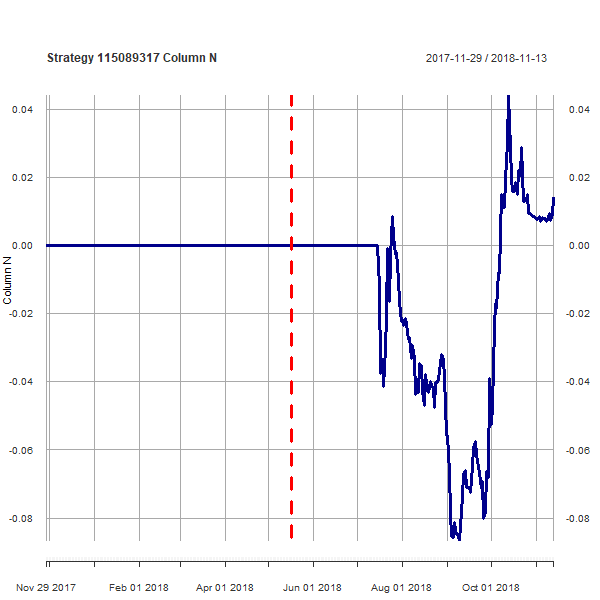 Strategy 115089317 Column N
2017-11-29 / 2018-11-13
0.04 0.04
0.02 0.02
0.00 0.00
Column N
-0.02 -0.02
-0.04 -0.04
-0.06 -0.06
-0.08 -0.08
Nov 29 2017 Feb 01 2018 Apr 01 2018 Jun 01 2018 Aug 01 2018 Oct 01 2018